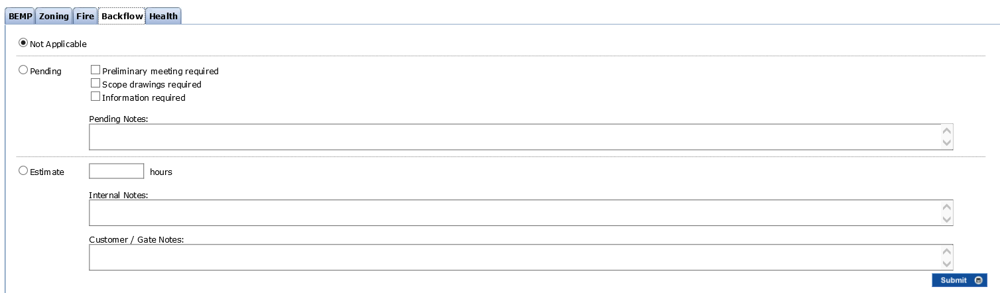 BEMP Zoning Fire Backflow Health
Not Applicable
Pending Preliminary meeting required
Scope drawings required
Information required
Pending Notes:
Estimate hours
Internal Notes:
Customer / Gate Notes:
Submit